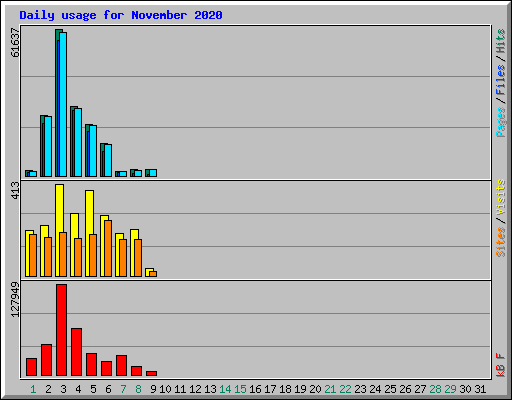 Daily usage for November 2020
61637
413
127949
Pages/Files/Hits
Sites/Visits
kB F
1 2 3 4 5 6 7 8 9 10 11 12 13 14 15 16 17 18 19 20 21 22 23 24 25 26 27 28 29 30 31